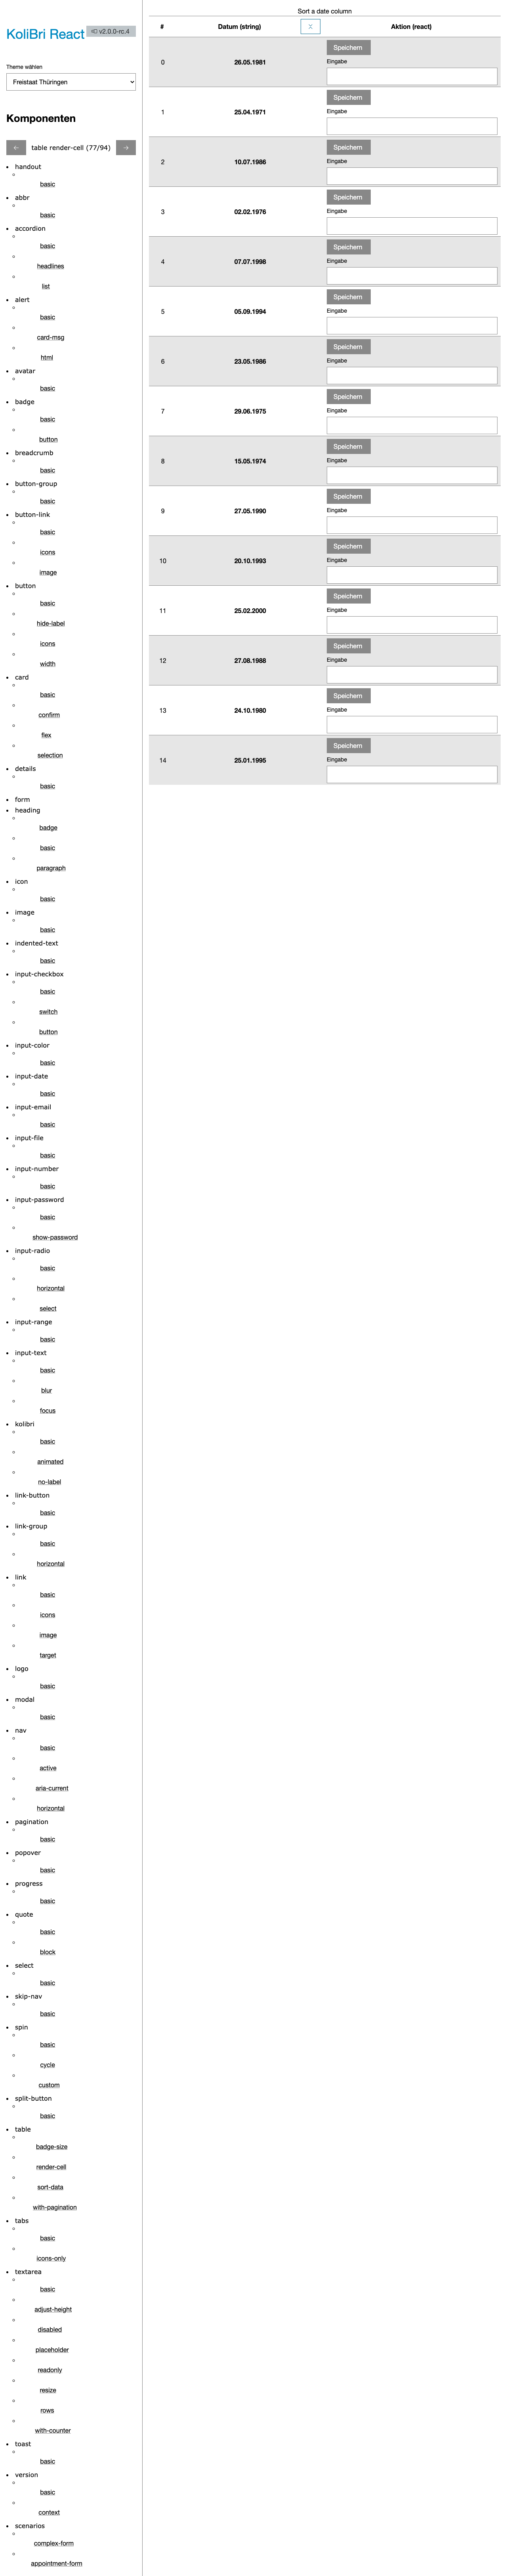 KoliBri React
v2.0.0-rc.4
Theme wählen
Freistaat Thüringen
Komponenten
← table render-cell (77/94) →
handout
basic
abbr
basic
accordion
basic
headlines
list
alert
basic
card-msg
html
avatar
basic
badge
basic
button
breadcrumb
basic
button-group
basic
button-link
basic
icons
image
button
basic
hide-label
icons
width
card
basic
confirm
flex
selection
details
basic
form
heading
badge
basic
paragraph
icon
basic
image
basic
indented-text
basic
input-checkbox
basic
switch
button
input-color
basic
input-date
basic
input-email
basic
input-file
basic
input-number
basic
input-password
basic
show-password
input-radio
basic
horizontal
select
input-range
basic
input-text
basic
blur
focus
kolibri
basic
animated
no-label
link-button
basic
link-group
basic
horizontal
link
basic
icons
image
target
logo
basic
modal
basic
nav
basic
active
aria-current
horizontal
pagination
basic
popover
basic
progress
basic
quote
basic
block
select
basic
skip-nav
basic
spin
basic
cycle
custom
split-button
basic
table
badge-size
render-cell
sort-data
with-pagination
tabs
basic
icons-only
textarea
basic
adjust-height
disabled
placeholder
readonly
resize
rows
with-counter
toast
basic
version
basic
context
scenarios
complex-form
appointment-form
Sort a date column
# Datum (string) Aktion (react)
Speichern
Eingabe
0 26.05.1981
Speichern
Eingabe
1 25.04.1971
Speichern
Eingabe
2 10.07.1986
Speichern
Eingabe
3 02.02.1976
Speichern
Eingabe
4 07.07.1998
Speichern
Eingabe
5 05.09.1994
Speichern
Eingabe
6 23.05.1986
Speichern
Eingabe
7 29.06.1975
Speichern
Eingabe
8 15.05.1974
Speichern
Eingabe
9 27.05.1990
Speichern
Eingabe
10 20.10.1993
Speichern
Eingabe
11 25.02.2000
Speichern
Eingabe
12 27.08.1988
Speichern
Eingabe
13 24.10.1980
Speichern
Eingabe
14 25.01.1995